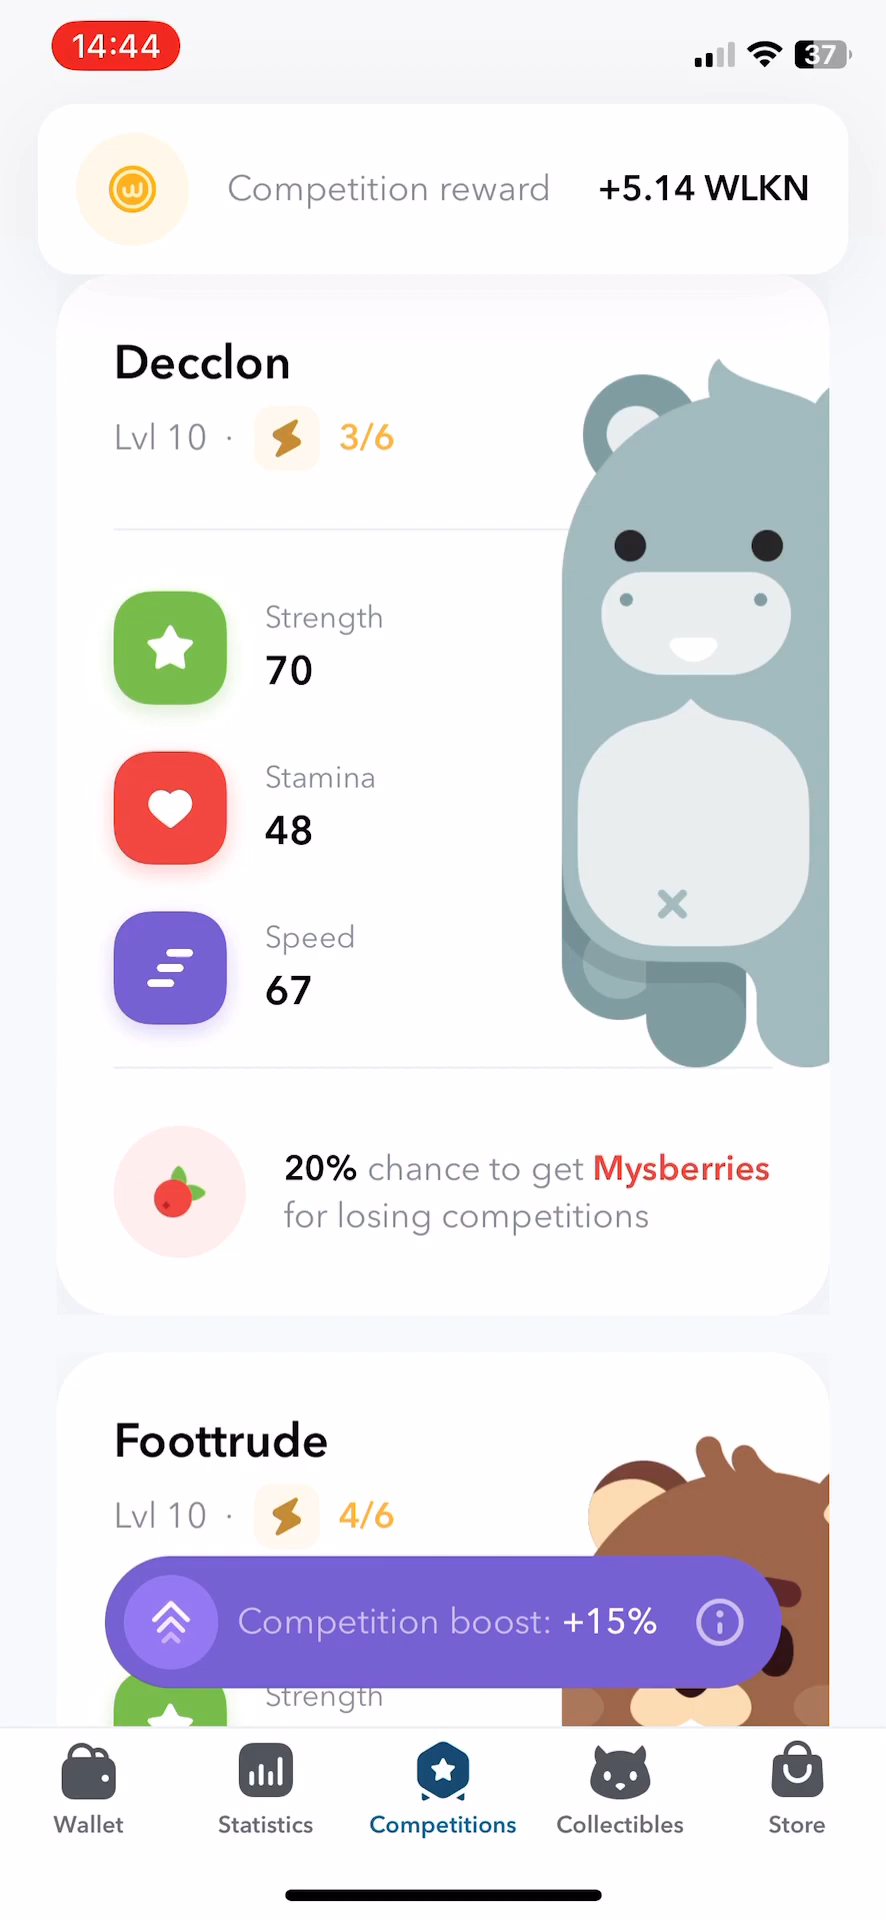 14:44
37
Competition reward +5.14 WLKN
Decclon
Lvl 10 · 3/6
Strength
70
Stamina
48
Speed
67
20% chance to get Mysberries
for losing competitions
Foottrude
Lvl 10 · 4/6
Competition boost: +15%
Strength
Wallet
Statistics
Competitions
Collectibles
Store